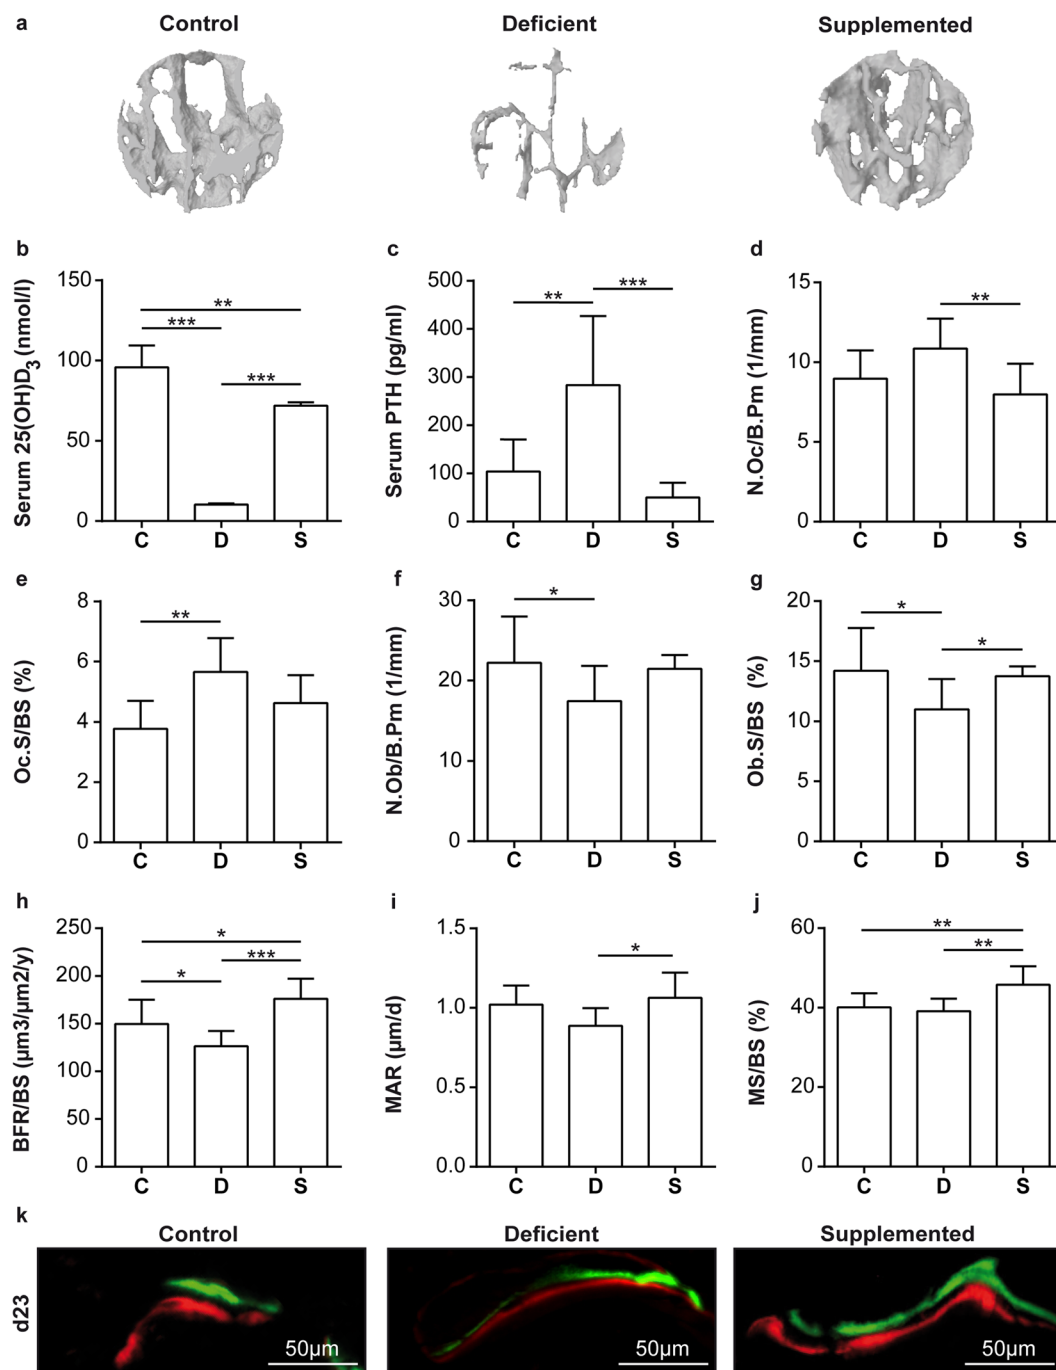 a
Control
Deficient
Supplemented
b
Serum 25(OH)D3 (nmol/l)
150
100
50
0
**
***
***
C D S
c
Serum PTH (pg/ml)
500
400
300
200
100
0
**
***
C D S
d
N.Oc/B.Pm (1/mm)
15
10
5
0
**
C D S
e
Oc.S/BS (%)
8
6
4
2
0
**
C D S
f
N.Ob/B.Pm (1/mm)
30
20
10
0
*
C D S
g
Ob.S/BS (%)
20
15
10
5
0
*
*
C D S
h
BFR/BS (µm3/µm2/y)
250
200
150
100
50
0
*
***
*
C D S
i
MAR (µm/d)
1.5
1.0
0.5
0.0
*
C D S
j
MS/BS (%)
60
40
20
0
**
**
C D S
k
Control
Deficient
Supplemented
d23
50µm
50µm
50µm